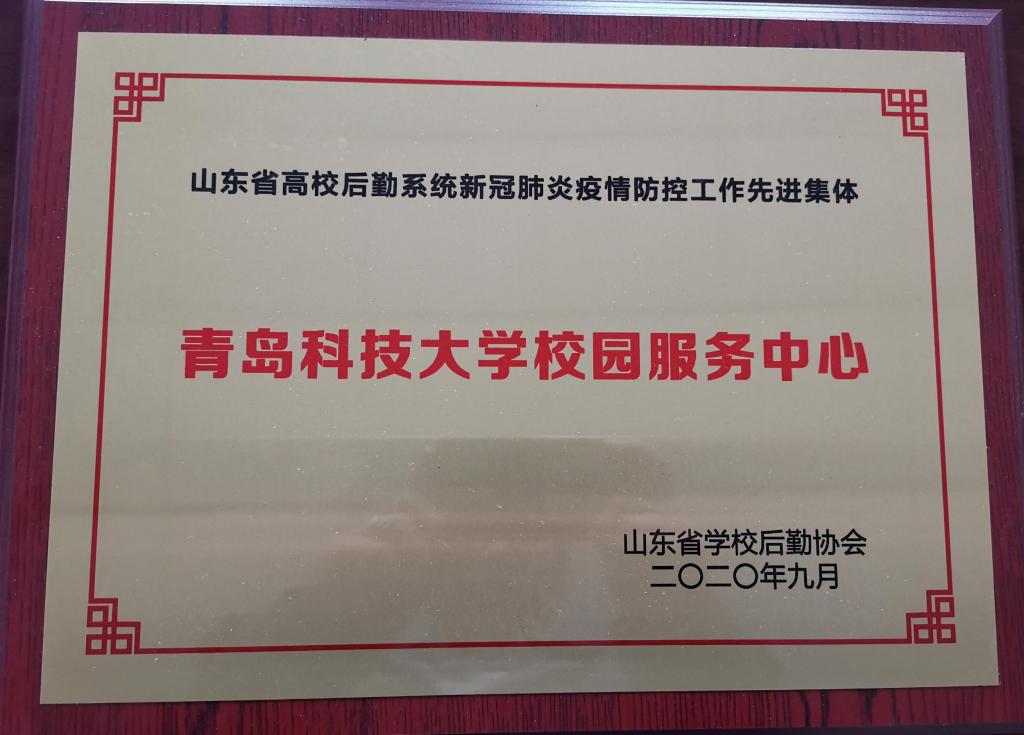 山东省高校后勤系统新冠肺炎疫情防控工作先进集体
青岛科技大学校园服务中心
山东省学校后勤协会
二〇二〇年九月